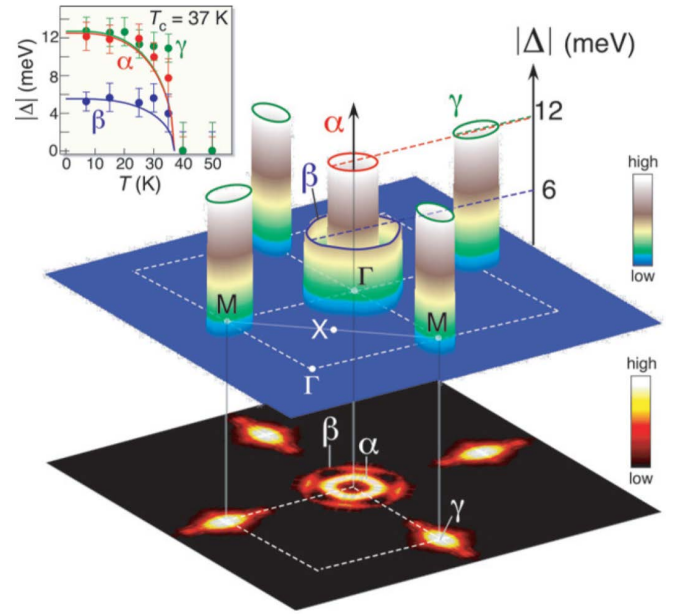 T_c = 37 K
|Δ| (meV)
12
8
4
0
α
γ
β
0 10 20 30 40 50
T (K)
|Δ| (meV)
12
6
α
γ
β
high
low
Γ
M
M
X
Γ
high
low
β
α
γ